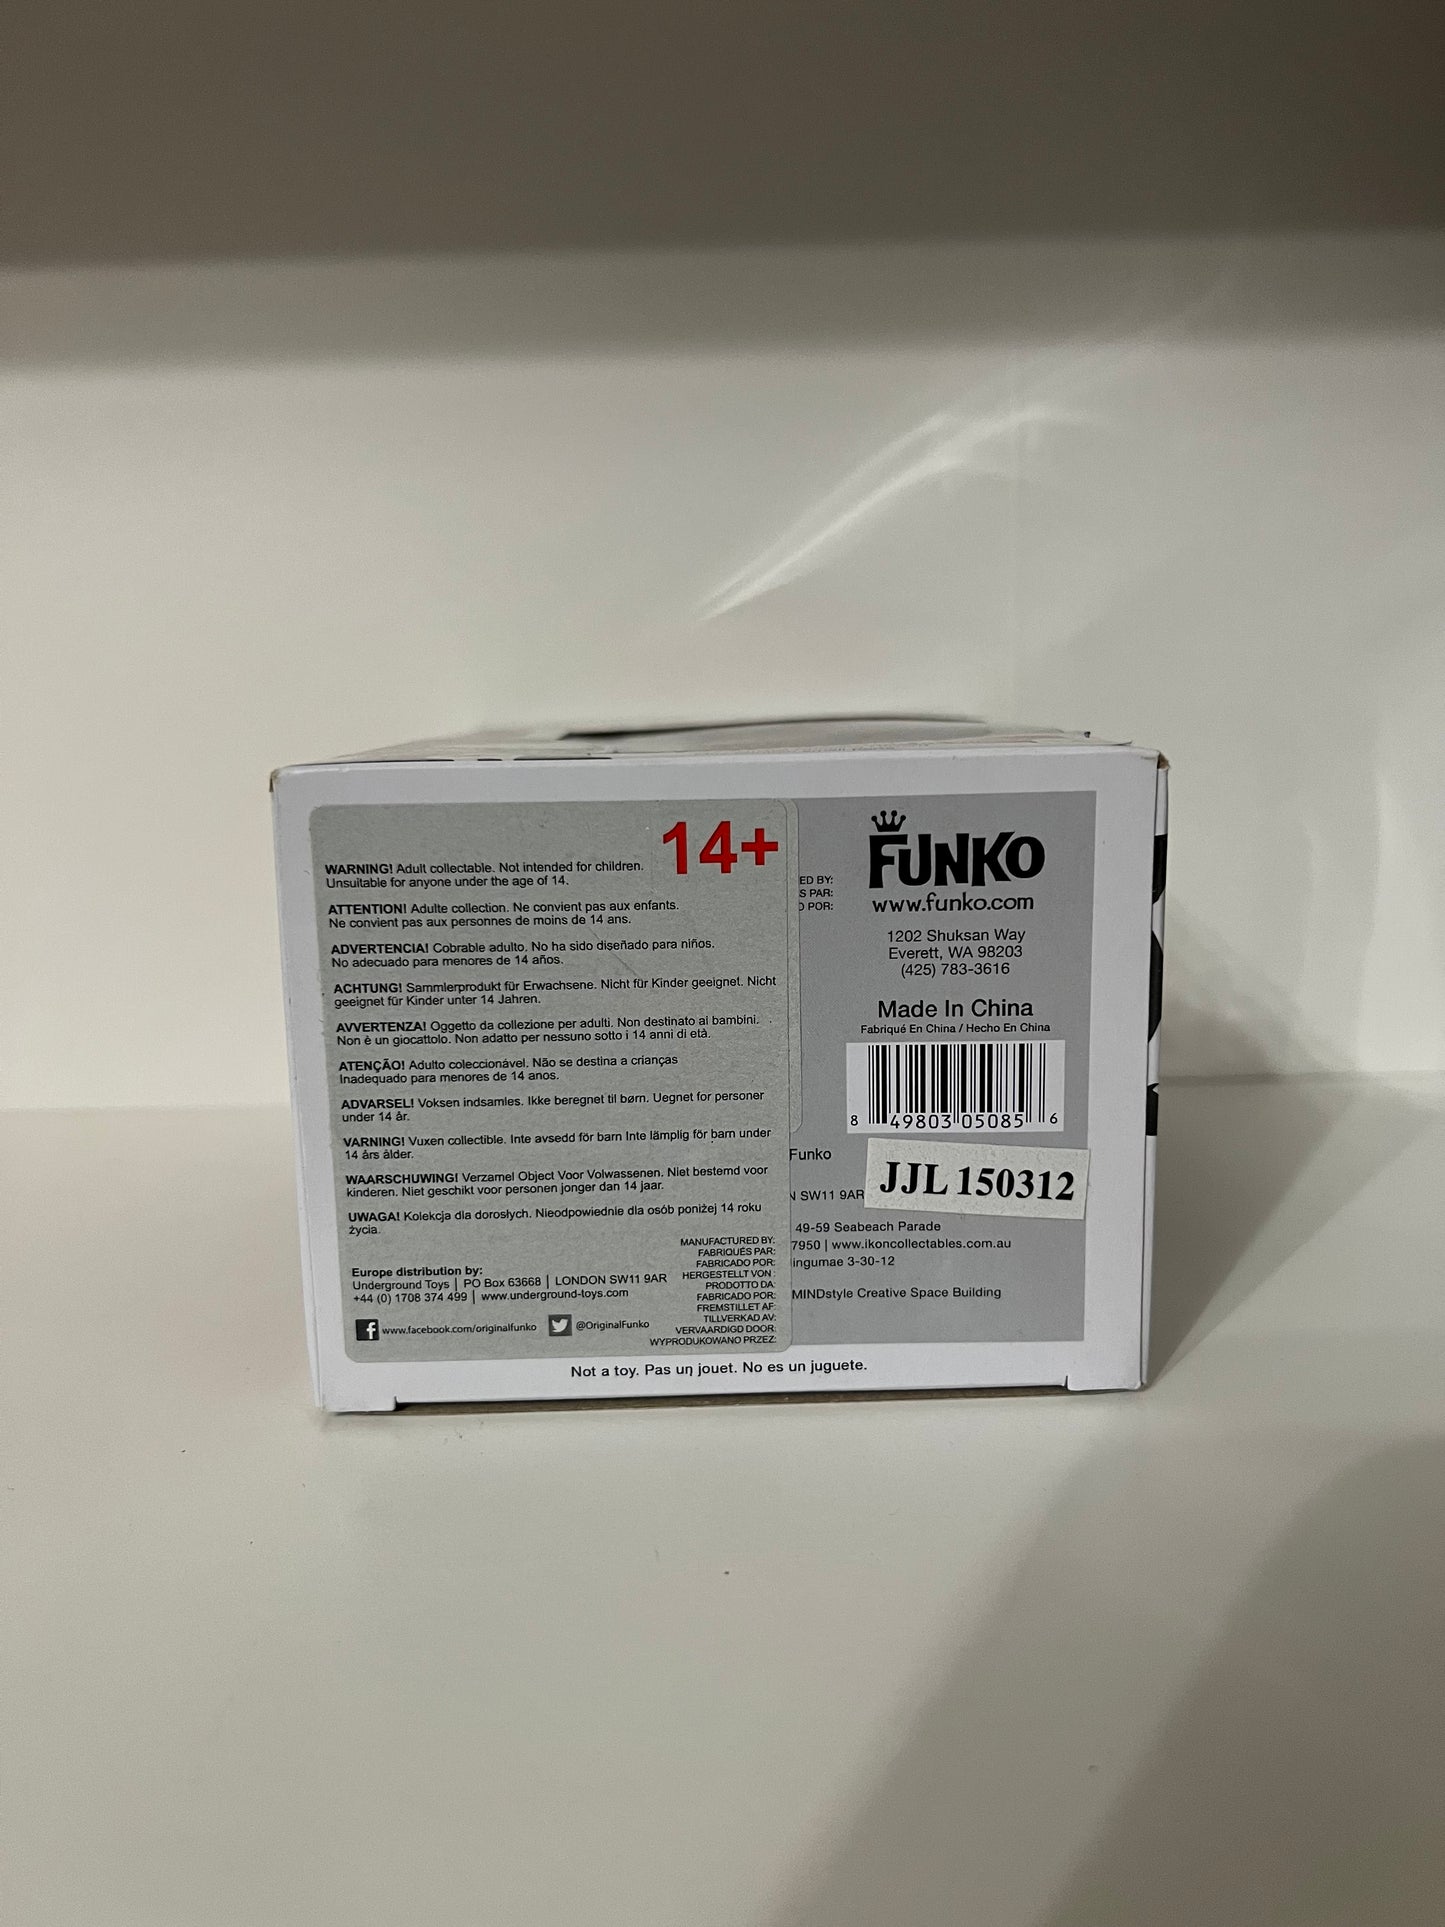 14+
WARNING! Adult collectable. Not intended for children.
Unsuitable for anyone under the age of 14.
ATTENTION! Adulte collection. Ne convient pas aux enfants.
Ne convient pas aux personnes de moins de 14 ans.
ADVERTENCIA! Cobrable adulto. No ha sido diseñado para niños.
No adecuado para menores de 14 años.
ACHTUNG! Sammlerprodukt für Erwachsene. Nicht für Kinder geeignet. Nicht
geeignet für Kinder unter 14 Jahren.
AVVERTENZA! Oggetto da collezione per adulti. Non destinato ai bambini.
Non è un giocattolo. Non adatto per nessuno sotto i 14 anni di età.
ATENÇÃO! Adulto coleccionável. Não se destina a crianças
Inadequado para menores de 14 anos.
ADVARSEL! Voksen indsamles. Ikke beregnet til børn. Uegnet for personer
under 14 år.
VARNING! Vuxen collectible. Inte avsedd för barn Inte lämplig för barn under
14 års ålder.
WAARSCHUWING! Verzamel Object Voor Volwassenen. Niet bestemd voor
kinderen. Niet geschikt voor personen jonger dan 14 jaar.
UWAGA! Kolekcja dla dorosłych. Nieodpowiednie dla osób poniżej 14 roku
życia.
Europe distribution by:
Underground Toys | PO Box 63668 | LONDON SW11 9AR
+44 (0) 1708 374 499 | www.underground-toys.com
www.facebook.com/originalfunko @OriginalFunko
MANUFACTURED BY:
FABRIQUÉS PAR:
FABRICADO POR:
HERGESTELLT VON:
PRODOTTO DA:
FABRICADO POR:
FREMSTILLET AF:
TILLVERKAD AV:
VERVAARDIGD DOOR:
WYPRODUKOWANO PRZEZ:
ED BY:
S PAR:
O POR:
FUNKO
www.funko.com
1202 Shuksan Way
Everett, WA 98203
(425) 783-3616
Made In China
Fabriqué En China / Hecho En China
8 49803 05085 6
Funko
JJL 150312
N SW11 9AR
49-59 Seabeach Parade
7950 | www.ikoncollectables.com.au
ingumae 3-30-12
MINDstyle Creative Space Building
Not a toy. Pas un jouet. No es un juguete.